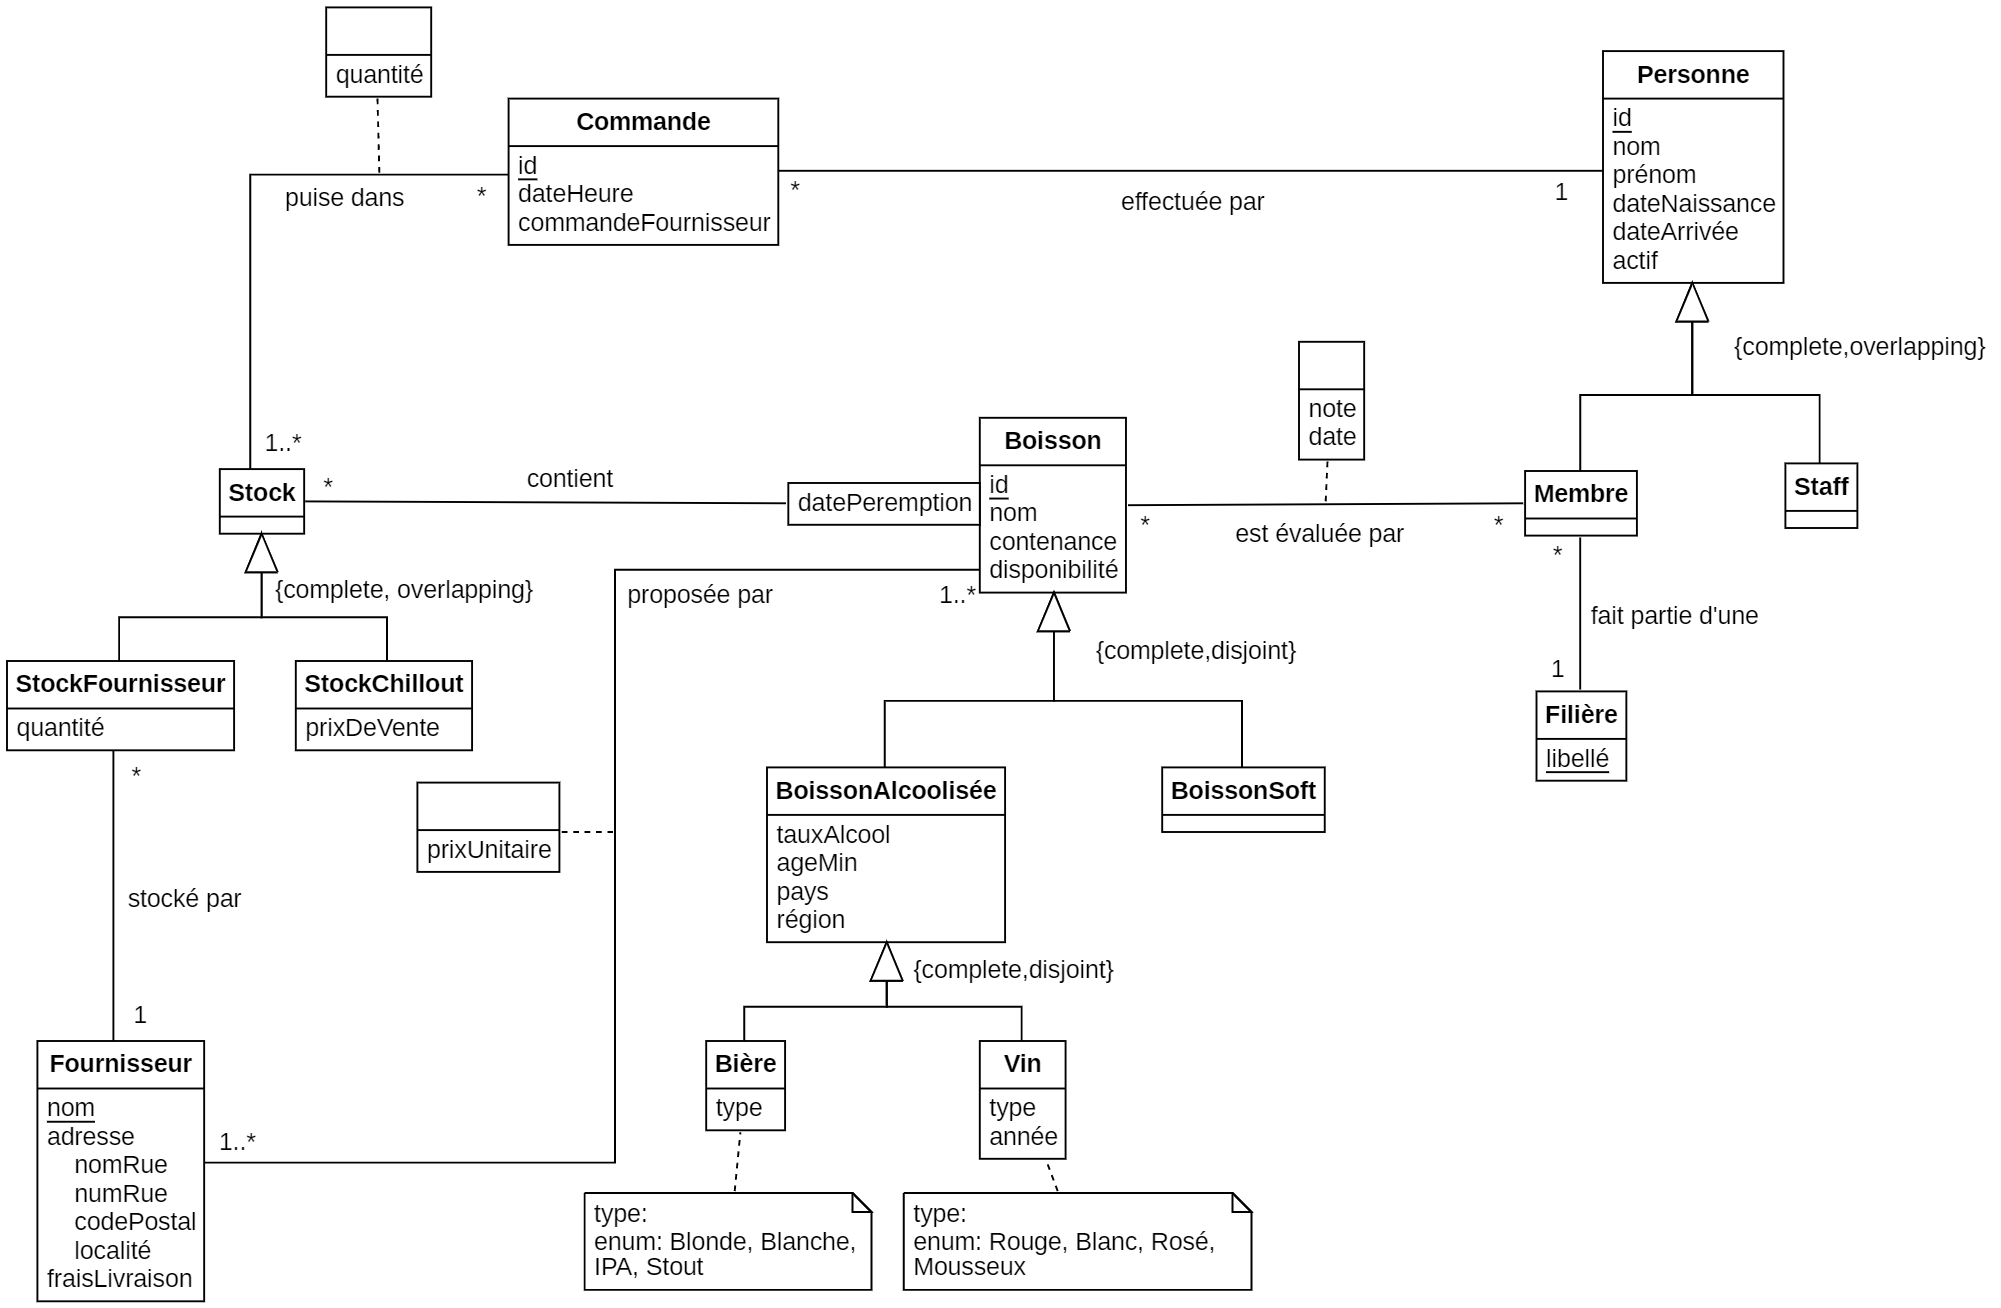 quantité
Commande
id
dateHeure
commandeFournisseur
Personne
id
nom
prénom
dateNaissance
dateArrivée
actif
puise dans
*
*
effectuée par
1
{complete,overlapping}
note
date
1..*
Stock
*
contient
datePeremption
Boisson
id
nom
contenance
disponibilité
*
est évaluée par
*
Membre
Staff
*
fait partie d'une
1
Filière
libellé
{complete, overlapping}
proposée par
1..*
{complete,disjoint}
StockFournisseur
quantité
StockChillout
prixDeVente
*
prixUnitaire
BoissonAlcoolisée
tauxAlcool
ageMin
pays
région
BoissonSoft
stocké par
{complete,disjoint}
1
Fournisseur
nom
adresse
nomRue
numRue
codePostal
localité
fraisLivraison
1..*
Bière
type
Vin
type
année
type:
enum: Blonde, Blanche,
IPA, Stout
type:
enum: Rouge, Blanc, Rosé,
Mousseux